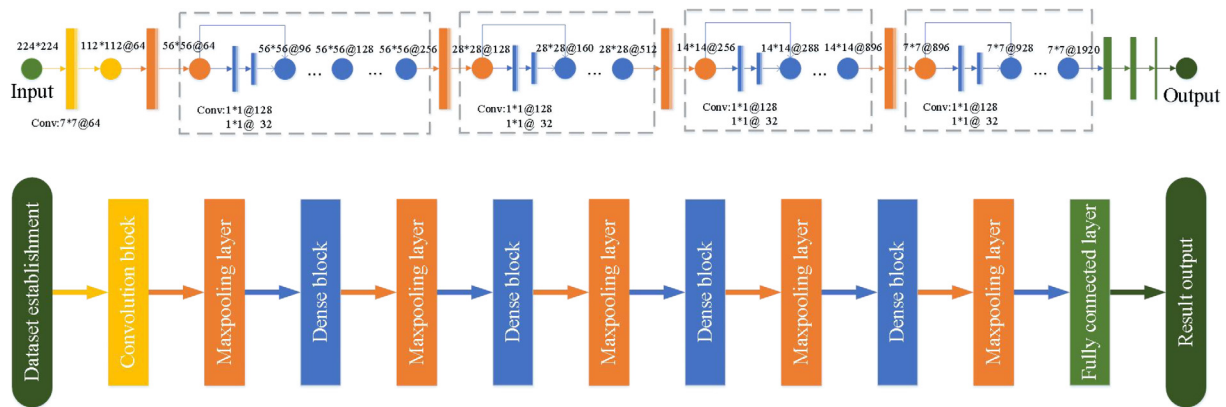 224*224
112*112@64
56*56@64
56*56@96
56*56@128
56*56@256
28*28@128
28*28@160
28*28@512
14*14@256
14*14@288
14*14@896
7*7@896
7*7@928
7*7@1920
...
...
...
...
...
Input
Output
Conv:7*7@64
Conv:1*1@128
1*1@ 32
Conv:1*1@128
1*1@ 32
Conv:1*1@128
1*1@ 32
Conv:1*1@128
1*1@ 32
Dataset establishment
Convolution block
Maxpooling layer
Dense block
Maxpooling layer
Dense block
Maxpooling layer
Dense block
Maxpooling layer
Dense block
Maxpooling layer
Fully connected layer
Result output